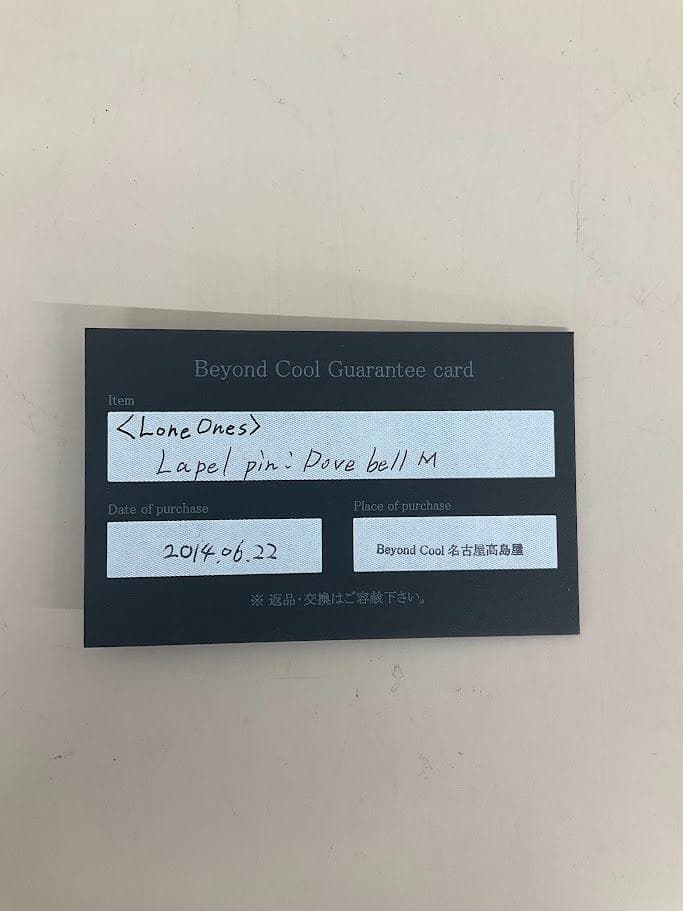 Beyond Cool Guarantee card
Item
<Lone Ones>
Lapel pin: Dove bell M
Date of purchase
Place of purchase
2014.06.22
Beyond Cool 名古屋髙島屋
※ 返品・交換はご容赦下さい。